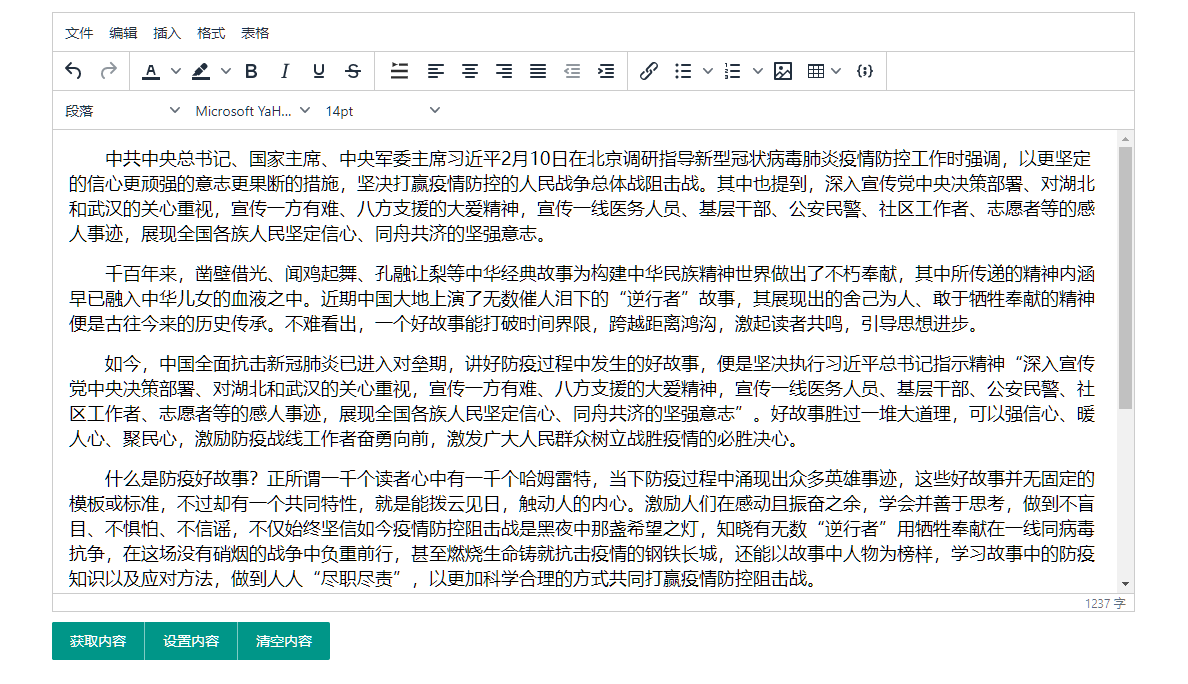 文件 编辑 插入 格式 表格
段落 Microsoft YaH... 14pt
中共中央总书记、国家主席、中央军委主席习近平2月10日在北京调研指导新型冠状病毒肺炎疫情防控工作时强调，以更坚定
的信心更顽强的意志更果断的措施，坚决打赢疫情防控的人民战争总体战阻击战。其中也提到，深入宣传党中央决策部署、对湖北
和武汉的关心重视，宣传一方有难、八方支援的大爱精神，宣传一线医务人员、基层干部、公安民警、社区工作者、志愿者等的感
人事迹，展现全国各族人民坚定信心、同舟共济的坚强意志。
千百年来，凿壁借光、闻鸡起舞、孔融让梨等中华经典故事为构建中华民族精神世界做出了不朽奉献，其中所传递的精神内涵
早已融入中华儿女的血液之中。近期中国大地上演了无数催人泪下的“逆行者”故事，其展现出的舍己为人、敢于牺牲奉献的精神
便是古往今来的历史传承。不难看出，一个好故事能打破时间界限，跨越距离鸿沟，激起读者共鸣，引导思想进步。
如今，中国全面抗击新冠肺炎已进入对垒期，讲好防疫过程中发生的好故事，便是坚决执行习近平总书记指示精神“深入宣传
党中央决策部署、对湖北和武汉的关心重视，宣传一方有难、八方支援的大爱精神，宣传一线医务人员、基层干部、公安民警、社
区工作者、志愿者等的感人事迹，展现全国各族人民坚定信心、同舟共济的坚强意志”。好故事胜过一堆大道理，可以强信心、暖
人心、聚民心，激励防疫战线工作者奋勇向前，激发广大人民群众树立战胜疫情的必胜决心。
什么是防疫好故事？正所谓一千个读者心中有一千个哈姆雷特，当下防疫过程中涌现出众多英雄事迹，这些好故事并无固定的
模板或标准，不过却有一个共同特性，就是能拨云见日，触动人的内心。激励人们在感动且振奋之余，学会并善于思考，做到不盲
目、不惧怕、不信谣，不仅始终坚信如今疫情防控阻击战是黑夜中那盏希望之灯，知晓有无数“逆行者”用牺牲奉献在一线同病毒
抗争，在这场没有硝烟的战争中负重前行，甚至燃烧生命铸就抗击疫情的钢铁长城，还能以故事中人物为榜样，学习故事中的防疫
知识以及应对方法，做到人人“尽职尽责”，以更加科学合理的方式共同打赢疫情防控阻击战。
1237 字
获取内容 设置内容 清空内容